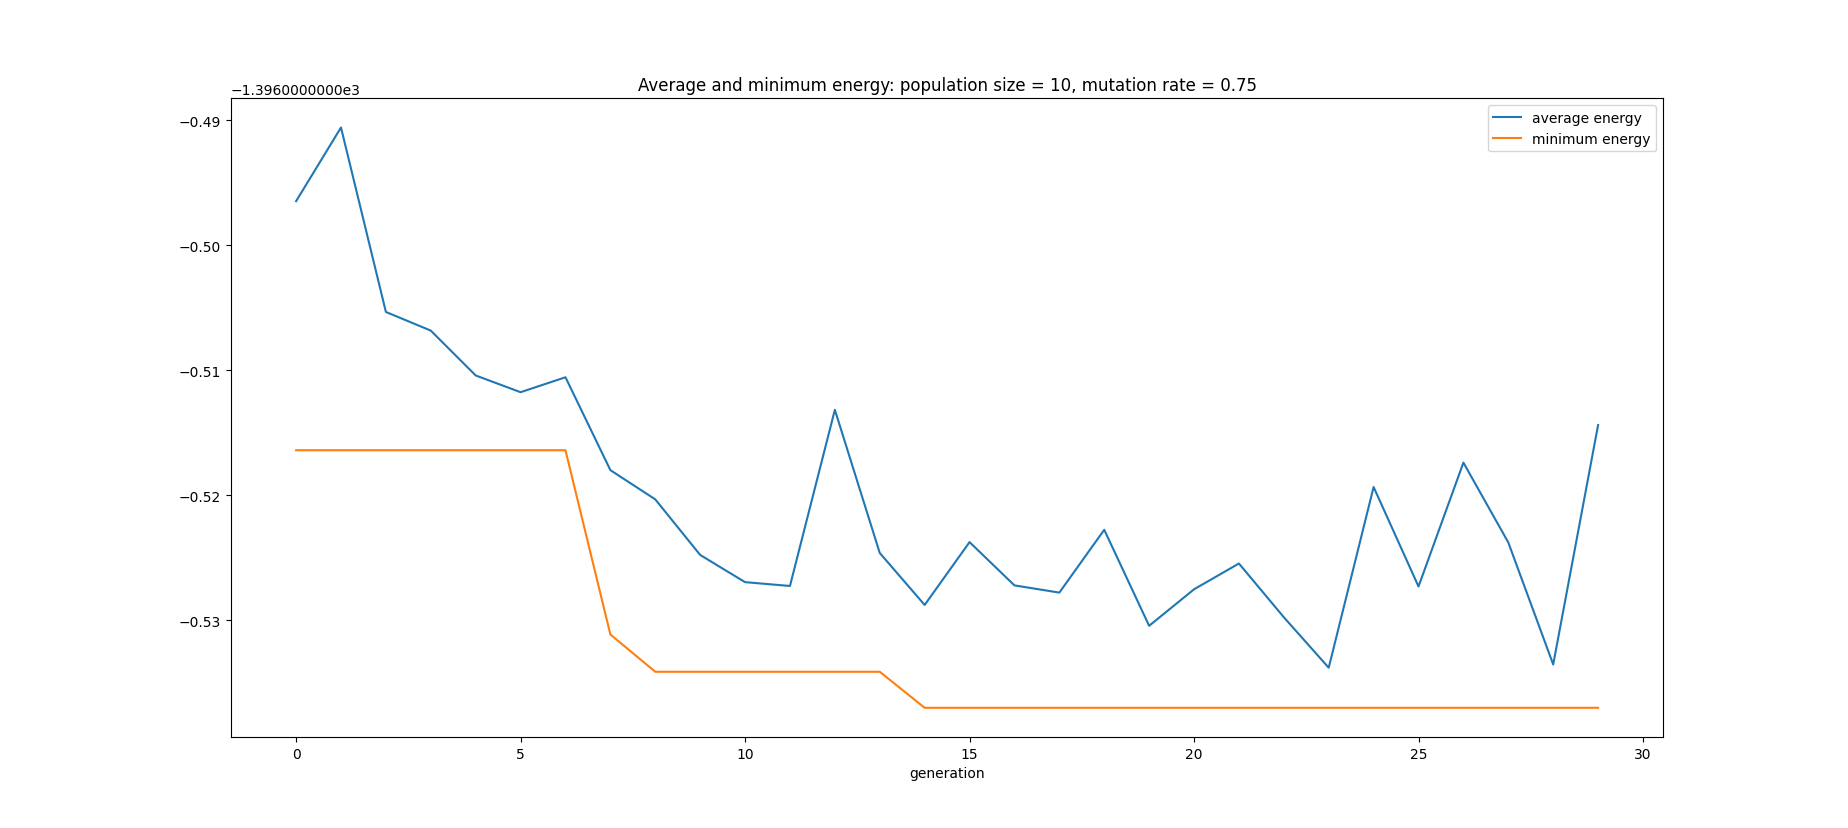 Average and minimum energy: population size = 10, mutation rate = 0.75
−1.3960000000e3
average energy
minimum energy
−0.49
−0.50
−0.51
−0.52
−0.53
0 5 10 15 20 25 30
generation